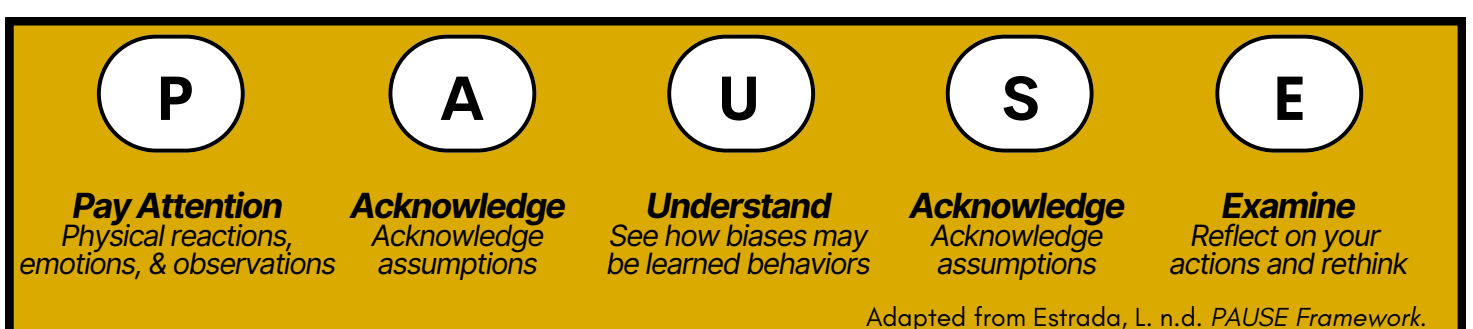 P
A
U
S
E
Pay Attention
Physical reactions,
emotions, & observations
Acknowledge
Acknowledge
assumptions
Understand
See how biases may
be learned behaviors
Acknowledge
Acknowledge
assumptions
Examine
Reflect on your
actions and rethink
Adapted from Estrada, L. n.d. PAUSE Framework.